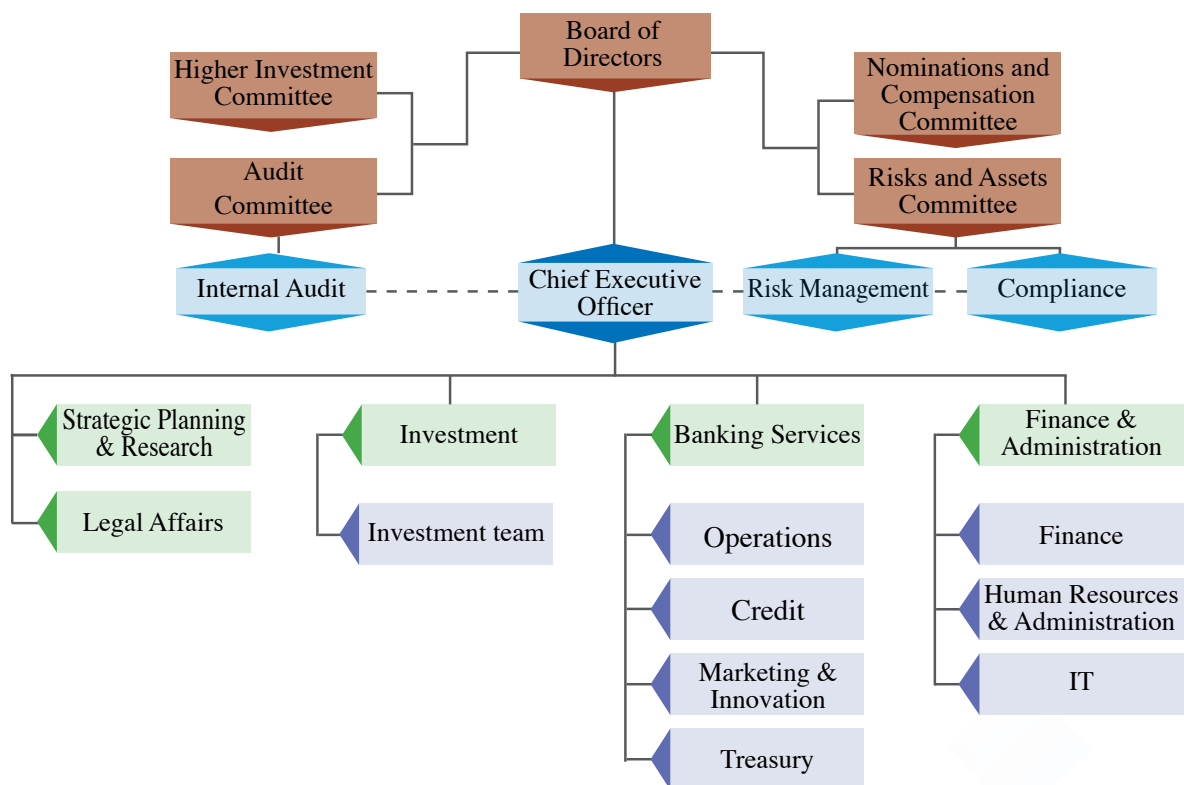 Board of
Directors
Higher Investment
Committee
Nominations and
Compensation
Committee
Audit
Committee
Risks and Assets
Committee
Internal Audit
Chief Executive
Officer
Risk Management
Compliance
Strategic Planning
& Research
Legal Affairs
Investment
Investment team
Banking Services
Operations
Credit
Marketing &
Innovation
Treasury
Finance &
Administration
Finance
Human Resources
& Administration
IT